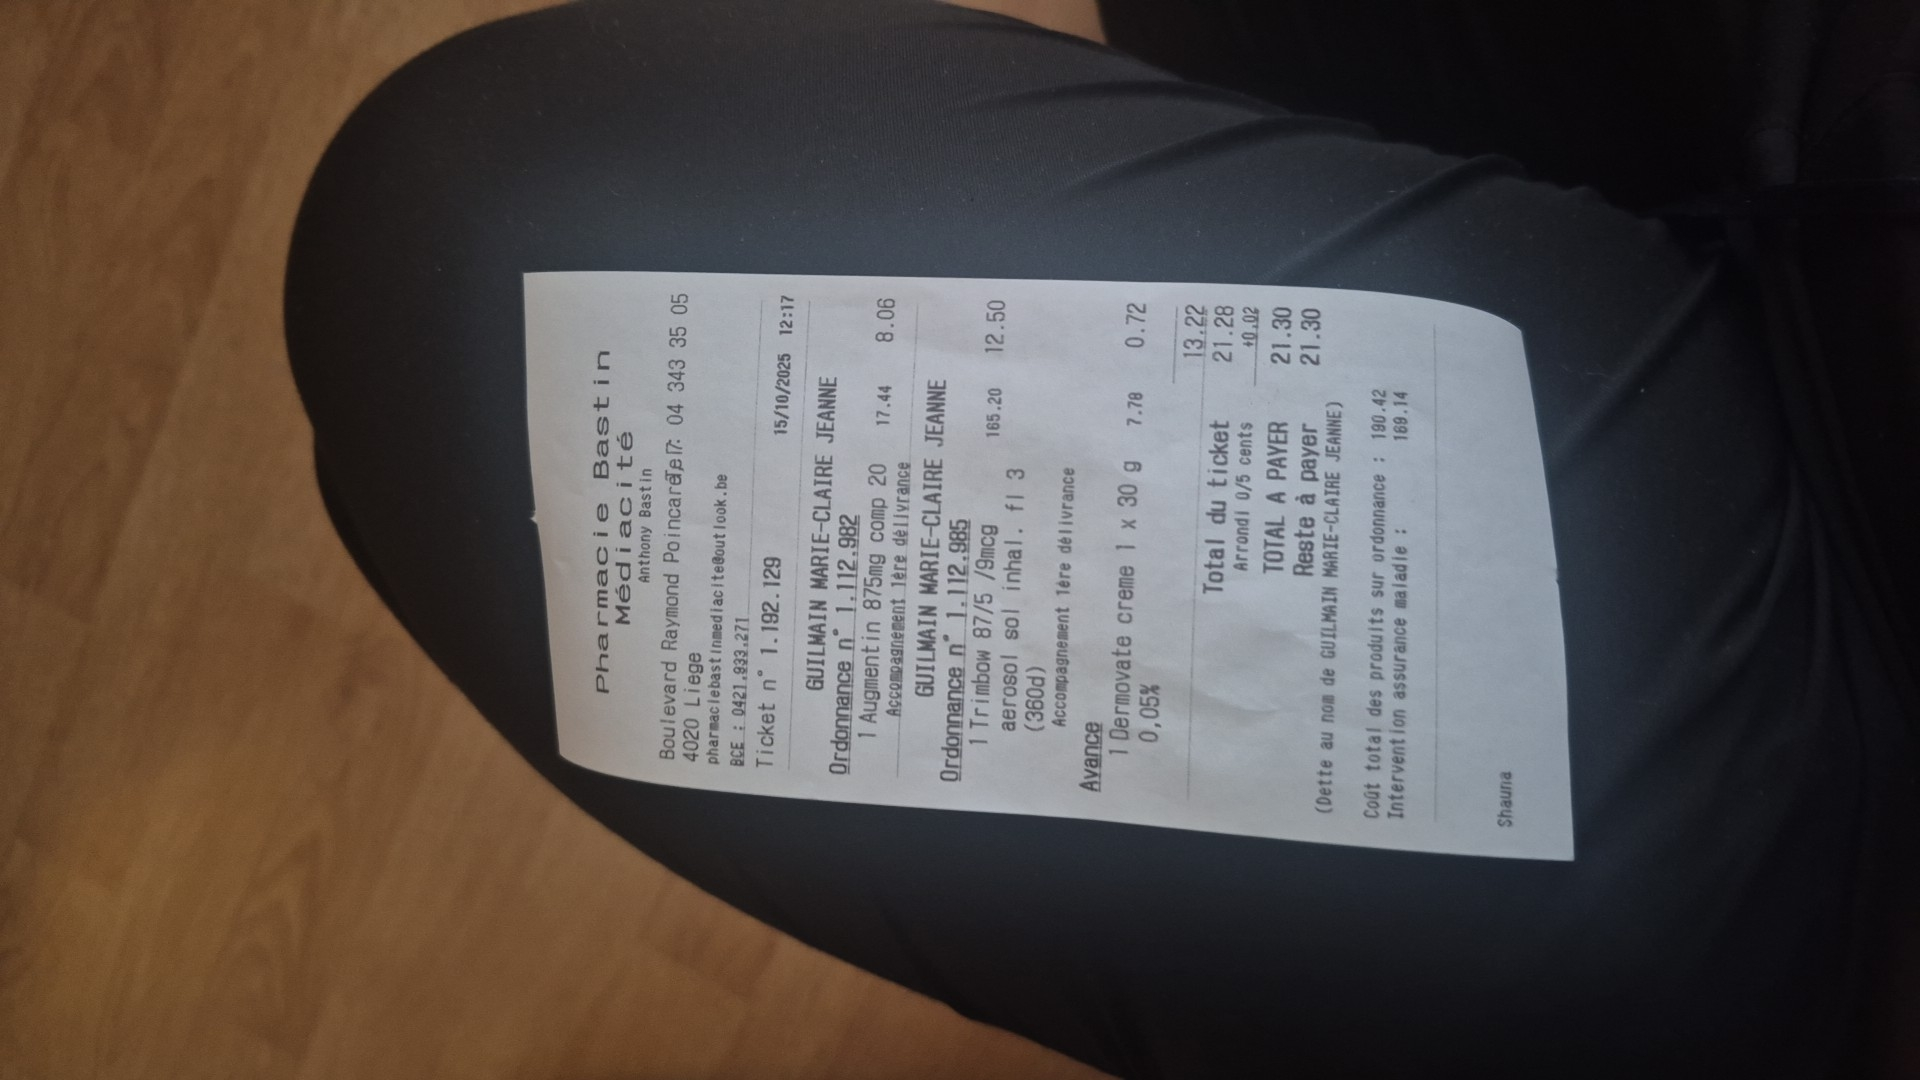 Pharmacie Bastin
Médiacité
Anthony Bastin
Boulevard Raymond Poincaré, 17: 04 343 35 05
4020 Liege
pharmaciebastinmediacite@outlook.be
BCE : 0421.933.271
Ticket n° 1.192.129 15/10/2025 12:17
GUILMAIN MARIE-CLAIRE JEANNE
Ordonnance n° 1.112.982
1 Augmentin 875mg comp 20 17.44 8.06
Accompagnement 1ère délivrance
GUILMAIN MARIE-CLAIRE JEANNE
Ordonnance n° 1.112.985
1 Trimbow 87/5 /9mcg 165.20 12.50
aerosol sol inhal. fl 3
(360d)
Accompagnement 1ère délivrance
Avance
1 Dermovate creme 1 x 30 g 7.78 0.72
0,05%
13.22
Total du ticket 21.28
Arrondi 0/5 cents +0.02
TOTAL A PAYER 21.30
Reste à payer 21.30
(Dette au nom de GUILMAIN MARIE-CLAIRE JEANNE)
Coût total des produits sur ordonnance : 190.42
Intervention assurance maladie : 169.14
Shauna